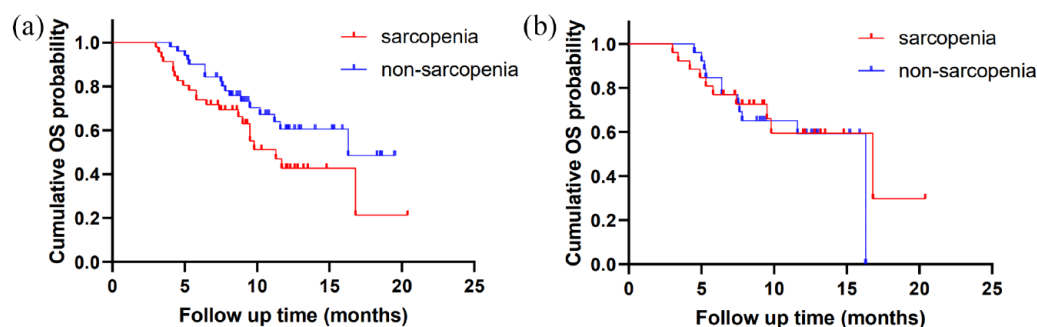 (a)
Cumulative OS probability
1.0
0.8
0.6
0.4
0.2
0.0
0 5 10 15 20 25
Follow up time (months)
sarcopenia
non-sarcopenia
(b)
Cumulative OS probability
1.0
0.8
0.6
0.4
0.2
0.0
0 5 10 15 20 25
Follow up time (months)
sarcopenia
non-sarcopenia